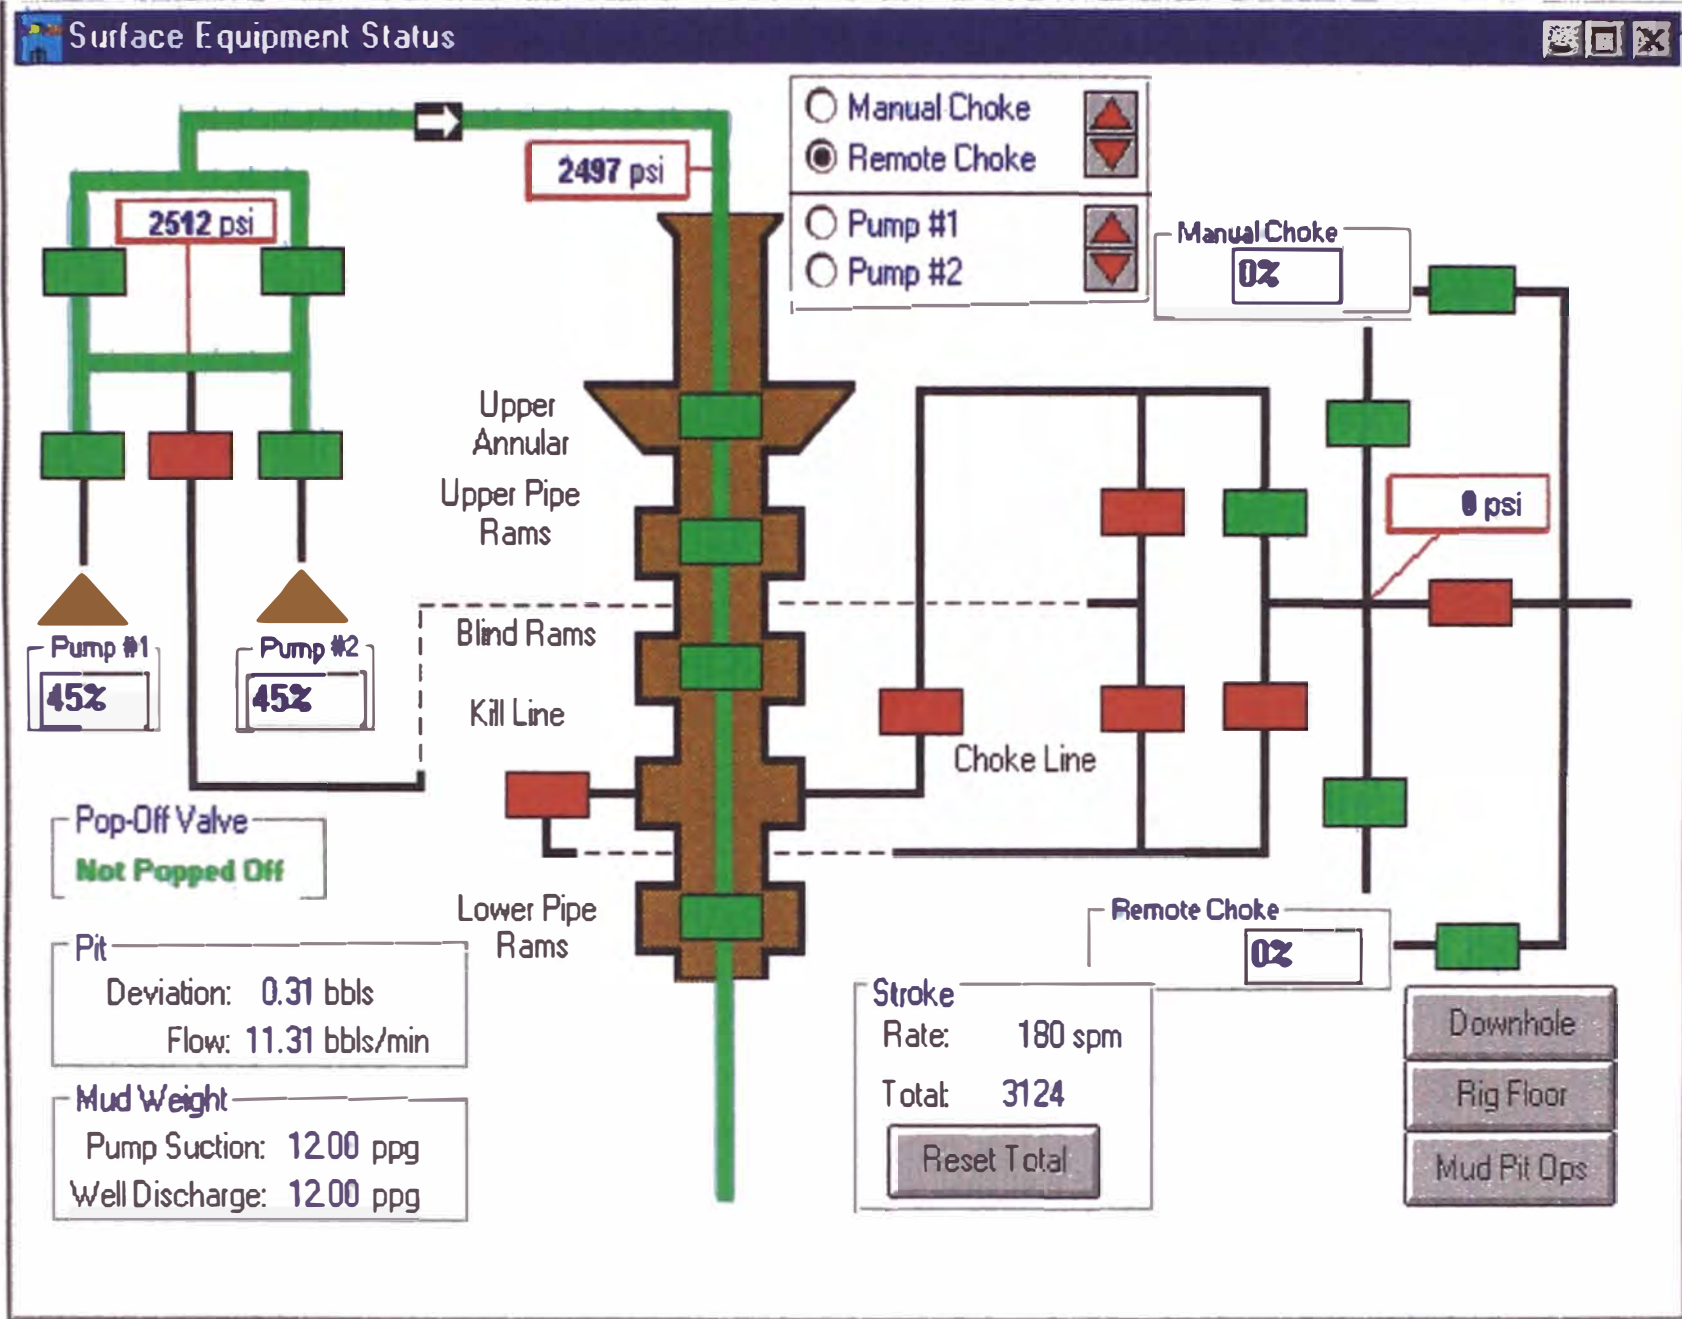 Surface Equipment Status
Manual Choke
Remote Choke
2497 psi
2512 psi
Pump #1
Pump #2
Manual Choke
0%
Upper
Annular
Upper Pipe
Rams
0 psi
Blind Rams
Pump #1
45%
Pump #2
45%
Kill Line
Choke Line
Pop-Off Valve
Not Popped Off
Lower Pipe
Rams
Remote Choke
0%
Pit
Deviation: 0.31 bbls
Flow: 11.31 bbls/min
Stroke
Rate: 180 spm
Total: 3124
Reset Total
Downhole
Rig Floor
Mud Pit Ops
Mud Weight
Pump Suction: 12.00 ppg
Well Discharge: 12.00 ppg